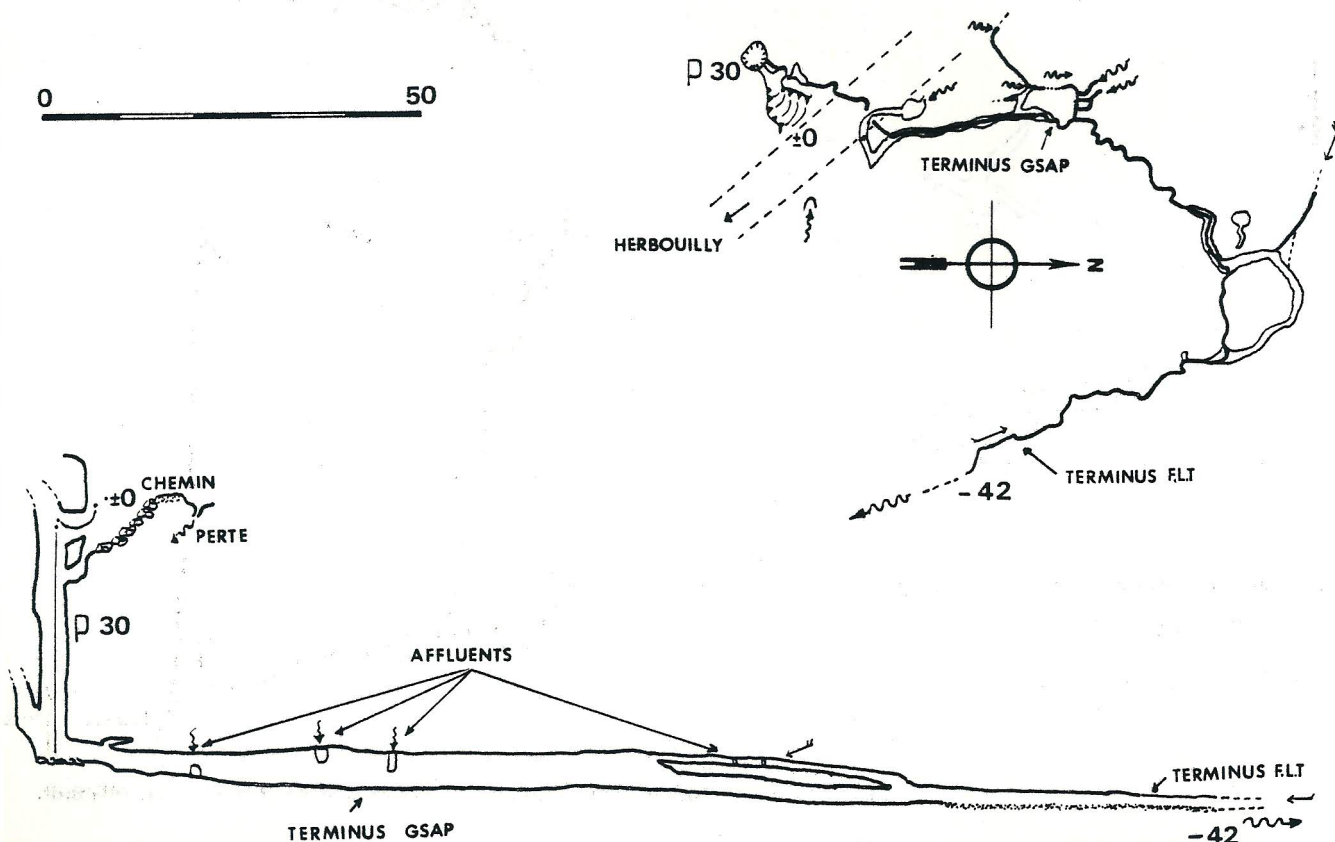 0 50
P 30
±0
TERMINUS GSAP
HERBOUILLY
N
TERMINUS F.L.T
-42
±0
CHEMIN
PERTE
P 30
AFFLUENTS
TERMINUS F.L.T
TERMINUS GSAP
-42